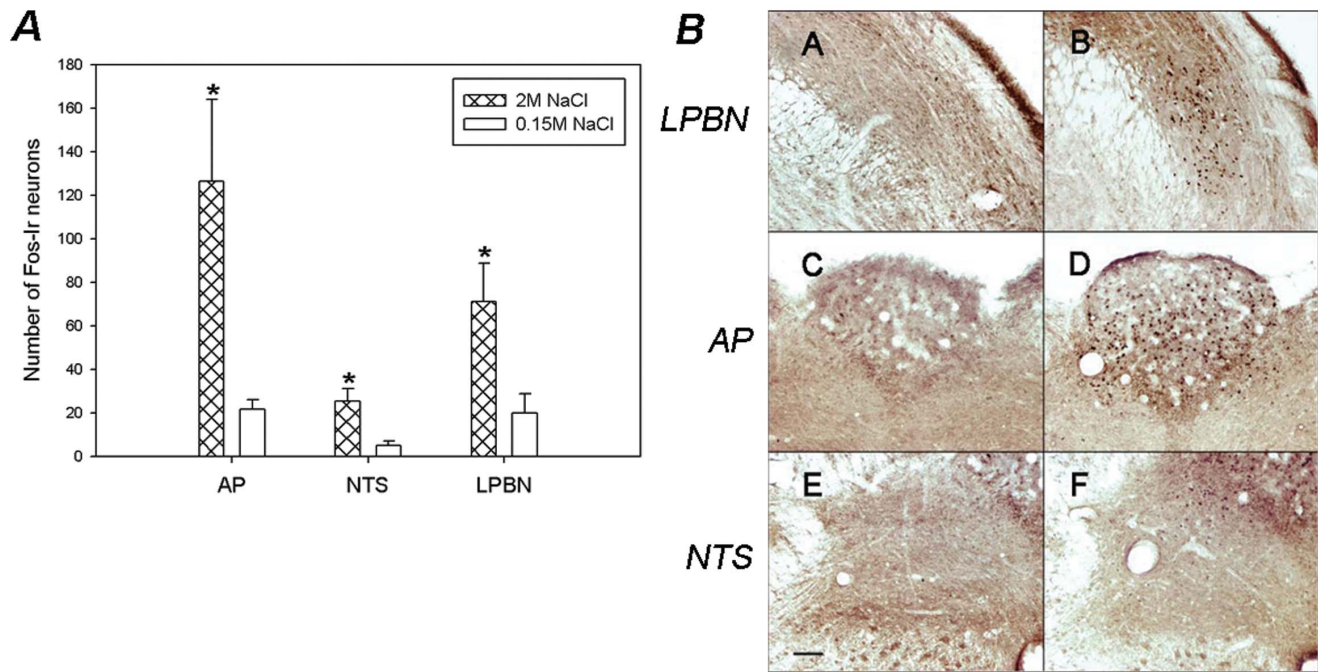 A
Number of Fos-Ir neurons
180
160
140
120
100
80
60
40
20
0
*
*
*
2M NaCl
0.15M NaCl
AP
NTS
LPBN
B
LPBN
A
B
AP
C
D
NTS
E
F